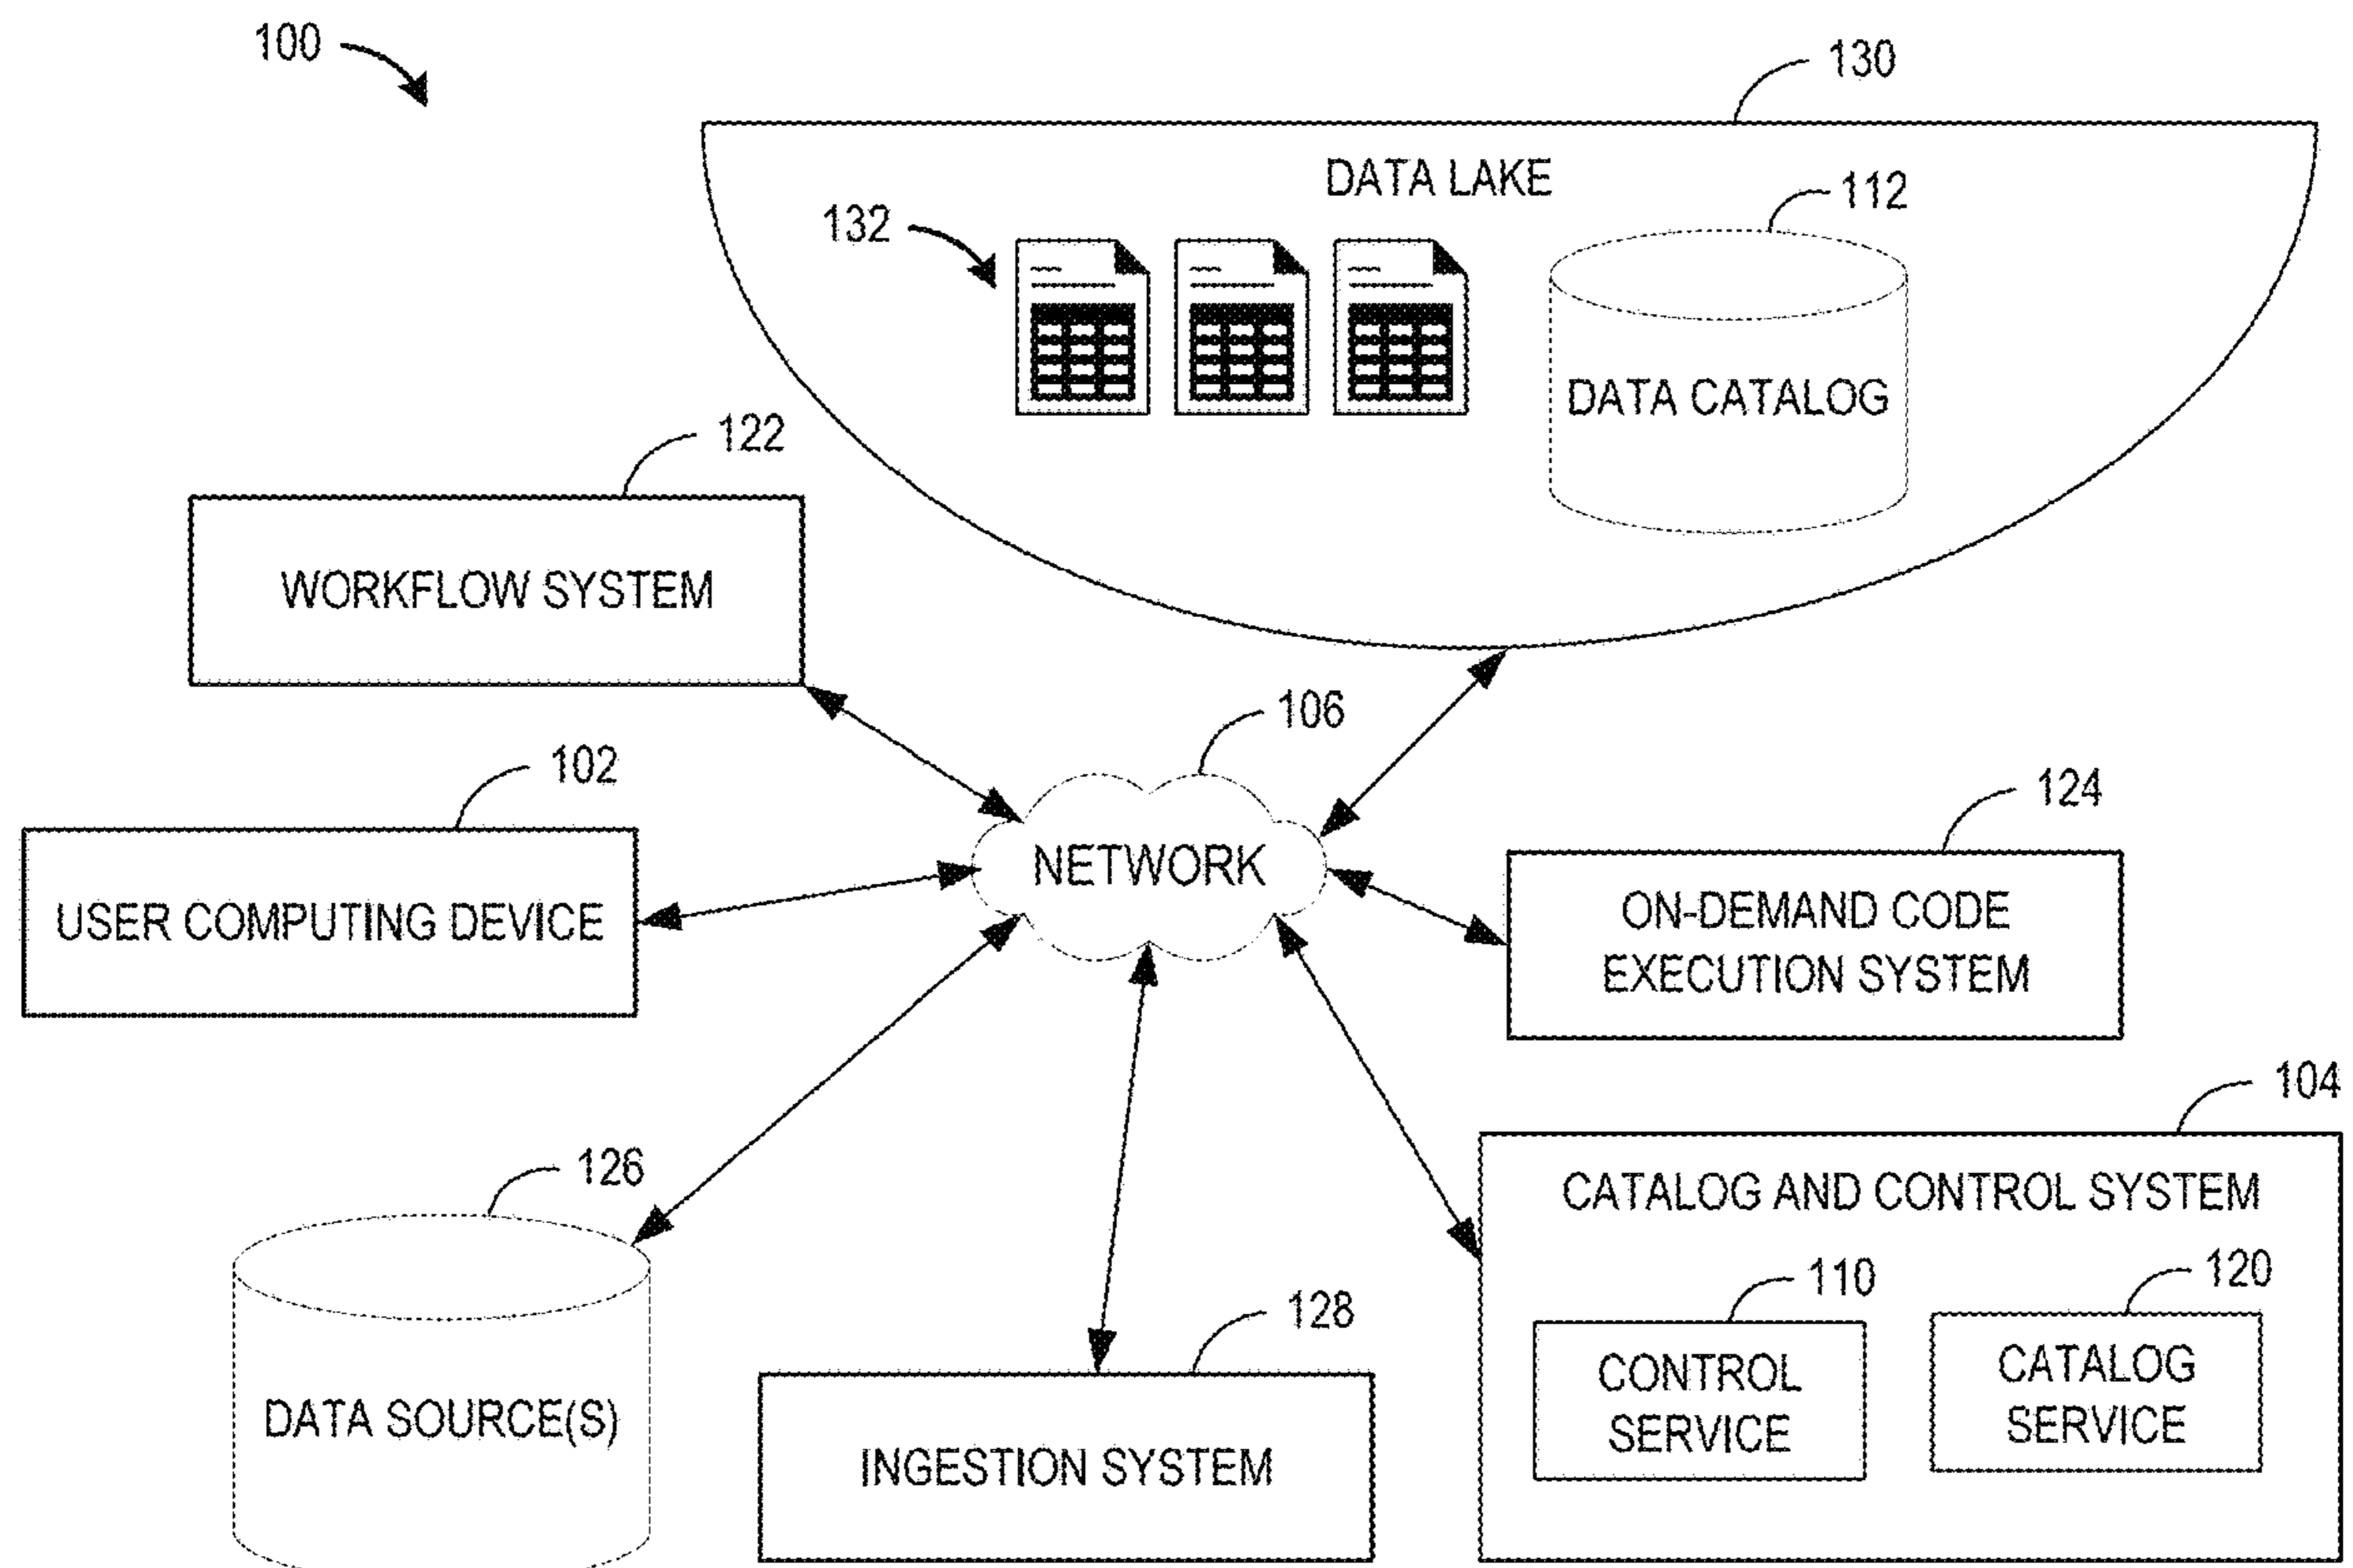 100
130
DATA LAKE
112
132
DATA CATALOG
122
WORKFLOW SYSTEM
106
102
124
NETWORK
USER COMPUTING DEVICE
ON-DEMAND CODE
EXECUTION SYSTEM
104
126
CATALOG AND CONTROL SYSTEM
110
120
128
CONTROL
SERVICE
CATALOG
SERVICE
DATA SOURCE(S)
INGESTION SYSTEM